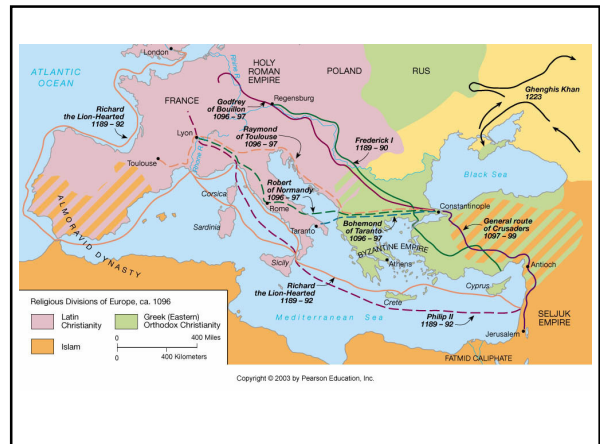 London
ATLANTIC
OCEAN
HOLY
ROMAN
EMPIRE
POLAND
RUS
Ghenghis Khan
1223
Rhine R.
Richard
the Lion-Hearted
1189 – 92
FRANCE
Godfrey
of Bouillon
1096 – 97
Regensburg
Raymond
of Toulouse
1096 – 97
Frederick I
1189 – 90
Lyon
Rhone R.
Toulouse
Black Sea
ALMORAVID DYNASTY
Corsica
Robert
of Normandy
1096 – 97
Rome
Constantinople
Sardinia
Taranto
Bohemond
of Taranto
1096 – 97
General route
of Crusaders
1097 – 99
BYZANTINE EMPIRE
Athens
Antioch
Sicily
Richard
the Lion-Hearted
1189 – 92
Crete
Cyprus
SELJUK
EMPIRE
Mediterranean Sea
Philip II
1189 – 92
Jerusalem
FATMID CALIPHATE
Religious Divisions of Europe, ca. 1096
Latin
Christianity
Greek (Eastern)
Orthodox Christianity
Islam
0 400 Miles
0 400 Kilometers
Copyright © 2003 by Pearson Education, Inc.